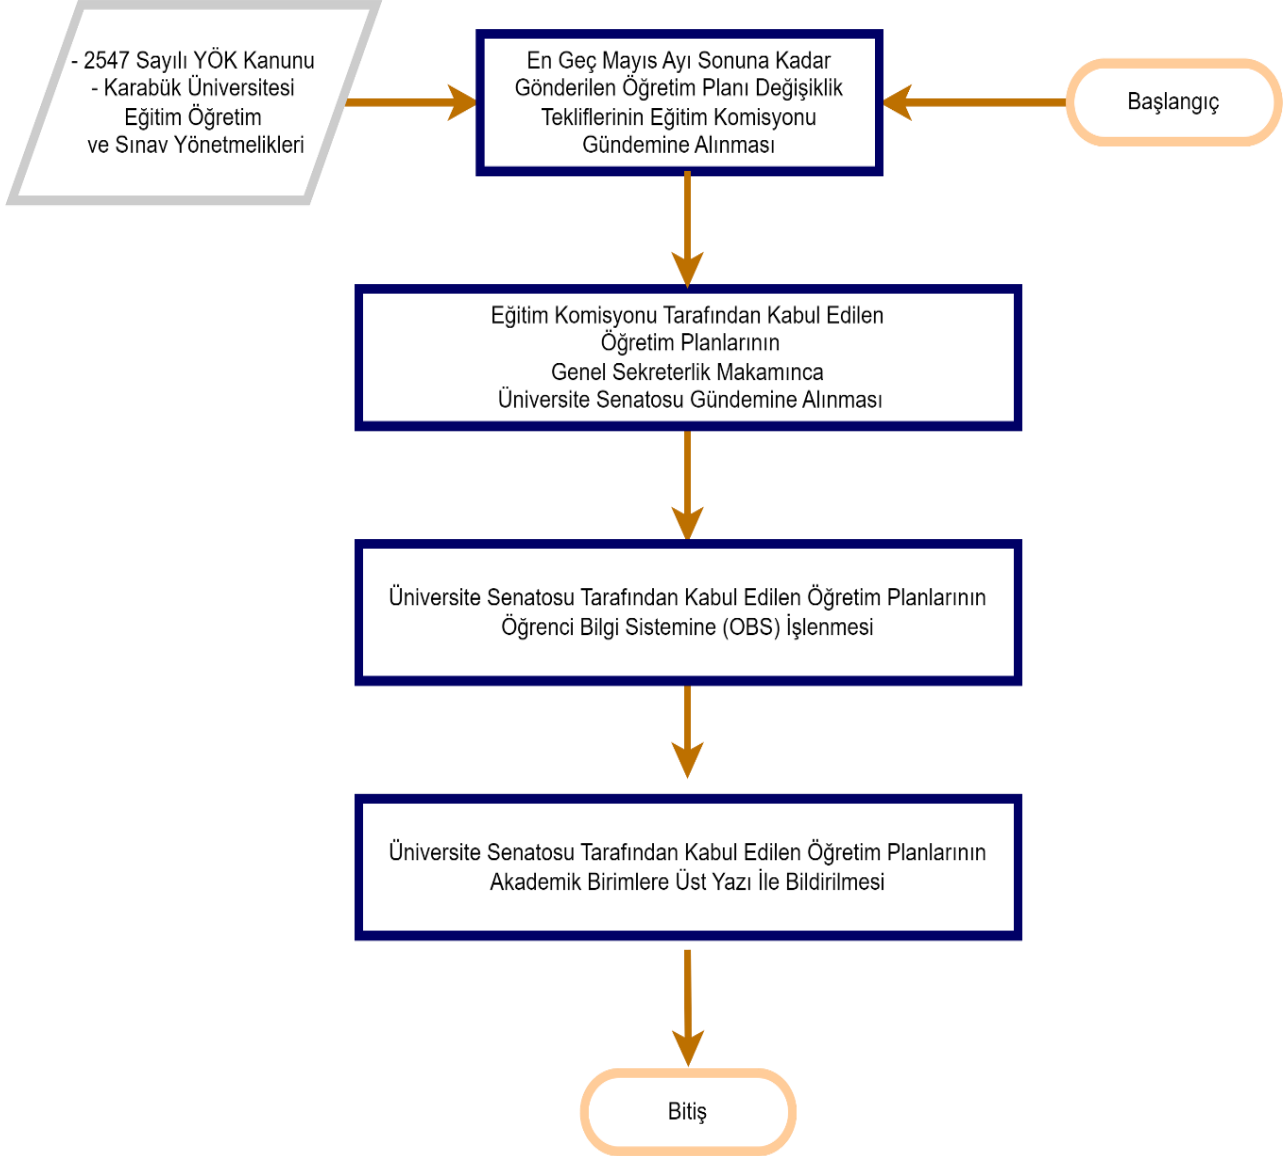 - 2547 Sayılı YÖK Kanunu
- Karabük Üniversitesi
Eğitim Öğretim
ve Sınav Yönetmelikleri
En Geç Mayıs Ayı Sonuna Kadar
Gönderilen Öğretim Planı Değişiklik
Tekliflerinin Eğitim Komisyonu
Gündemine Alınması
Başlangıç
Eğitim Komisyonu Tarafından Kabul Edilen
Öğretim Planlarının
Genel Sekreterlik Makamınca
Üniversite Senatosu Gündemine Alınması
Üniversite Senatosu Tarafından Kabul Edilen Öğretim Planlarının
Öğrenci Bilgi Sistemine (OBS) İşlenmesi
Üniversite Senatosu Tarafından Kabul Edilen Öğretim Planlarının
Akademik Birimlere Üst Yazı İle Bildirilmesi
Bitiş